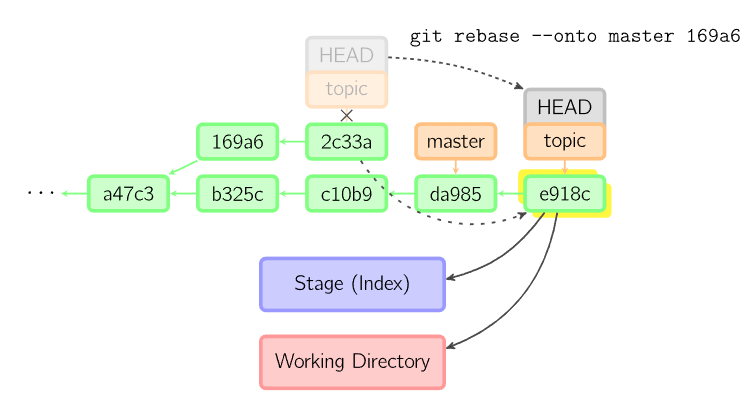 git rebase --onto master 169a6
HEAD
topic
HEAD
169a6
2c33a
master
topic
...
a47c3
b325c
c10b9
da985
e918c
Stage (Index)
Working Directory